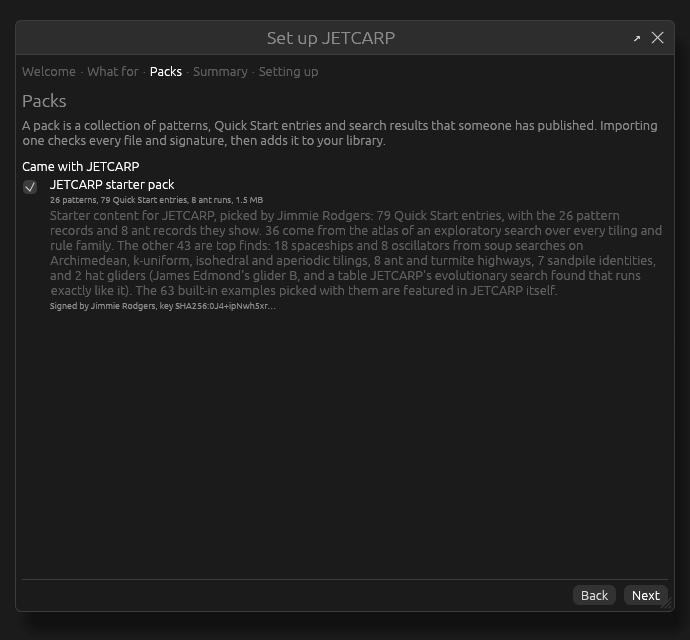 Set up JETCARP
Welcome · What for · Packs · Summary · Setting up
Packs
A pack is a collection of patterns, Quick Start entries and search results that someone has published. Importing
one checks every file and signature, then adds it to your library.
Came with JETCARP
JETCARP starter pack
26 patterns, 79 Quick Start entries, 8 ant runs, 1.5 MB
Starter content for JETCARP, picked by Jimmie Rodgers: 79 Quick Start entries, with the 26 pattern
records and 8 ant records they show. 36 come from the atlas of an exploratory search over every tiling and
rule family. The other 43 are top finds: 18 spaceships and 8 oscillators from soup searches on
Archimedean, k-uniform, isohedral and aperiodic tilings, 8 ant and turmite highways, 7 sandpile identities,
and 2 hat gliders (James Edmond's glider B, and a table JETCARP's evolutionary search found that runs
exactly like it). The 63 built-in examples picked with them are featured in JETCARP itself.
Signed by Jimmie Rodgers, key SHA256:0J4+ipNwh5xr...
Back Next